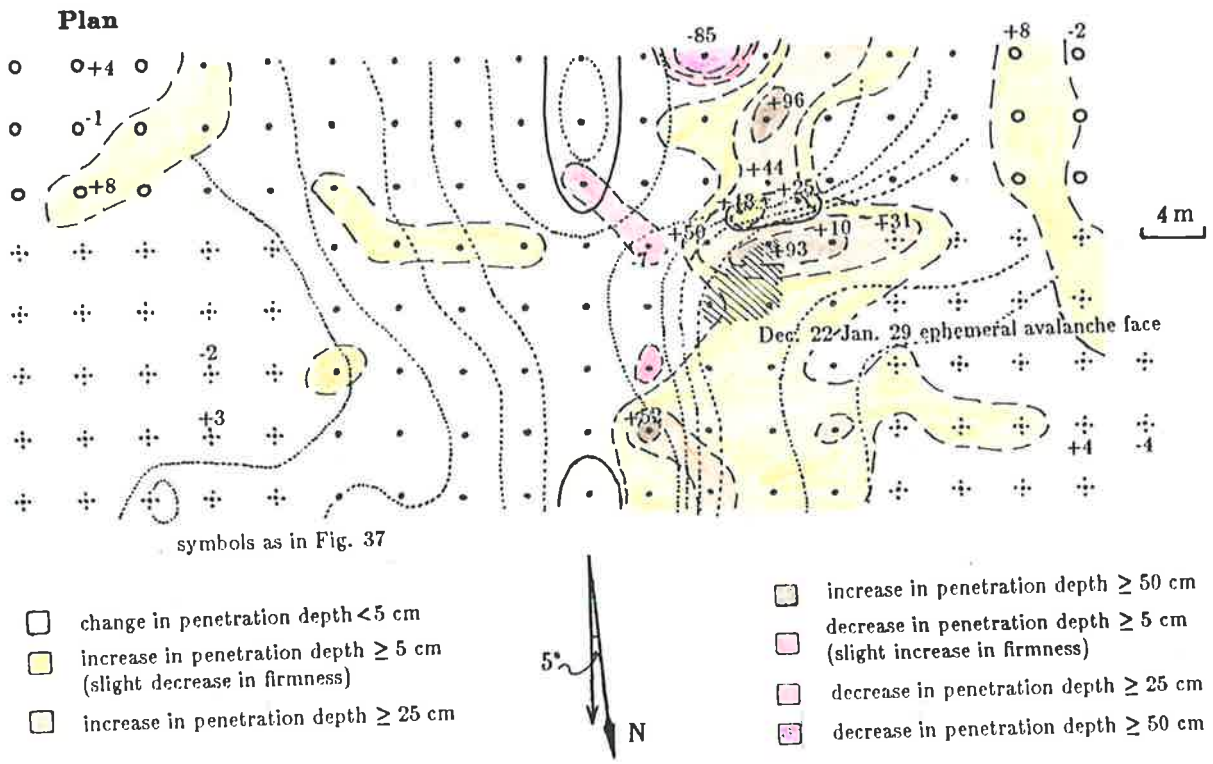 Plan
-85
+8
-2
+4
+96
-1
+44
+8
+25
+13
+50
+10
+31
4 m
-7
+93
Dec. 22-Jan. 29 ephemeral avalanche face
-2
+3
+53
+4
-4
symbols as in Fig. 37
change in penetration depth < 5 cm
increase in penetration depth ≥ 5 cm
(slight decrease in firmness)
increase in penetration depth ≥ 25 cm
5°
N
increase in penetration depth ≥ 50 cm
decrease in penetration depth ≥ 5 cm
(slight increase in firmness)
decrease in penetration depth ≥ 25 cm
decrease in penetration depth ≥ 50 cm